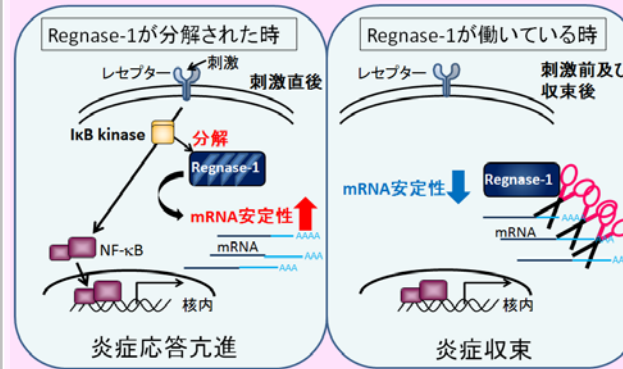 Regnase-1が分解された時
刺激
レセプター
刺激直後
IκB kinase
分解
Regnase-1
mRNA安定性
AAAA
mRNA
AAA
AAA
NF-κB
核内
炎症応答亢進
Regnase-1が働いている時
レセプター
刺激前及び
収束後
mRNA安定性
Regnase-1
AAAA
mRNA
核内
炎症収束